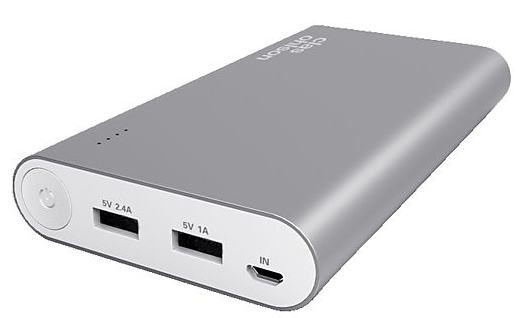 clas
ohlson
5V 2.4A
5V 1A
IN